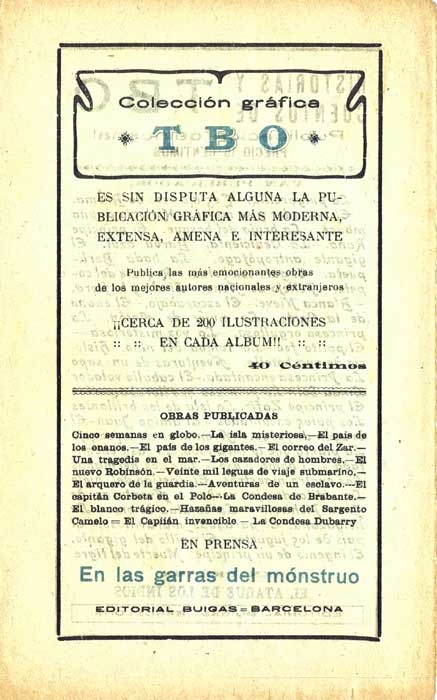 Colección gráfica
* TBO *
ES SIN DISPUTA ALGUNA LA PU-
BLICACIÓN GRÁFICA MÁS MODERNA,
EXTENSA, AMENA E INTERESANTE
Publica las más emocionantes obras
de los mejores autores nacionales y extranjeros
¡¡CERCA DE 200 ILUSTRACIONES
:: :: EN CADA ALBUM!! :: ::
40 Céntimos
OBRAS PUBLICADAS
Cinco semanas en globo.—La isla misteriosa.—El país de
los enanos.—El país de los gigantes.—El correo del Zar.—
Una tragedia en el mar.—Los cazadores de hombres.—El
nuevo Robinsón.—Veinte mil leguas de viaje submarino.—
El arquero de la guardia.—Aventuras de un esclavo.—El
capitán Corbeta en el Polo—La Condesa de Brabante.—
El blanco trágico.—Hazañas maravillosas del Sargento
Camelo = El Capitán invencible — La Condesa Dubarry
EN PRENSA
En las garras del mónstruo
EDITORIAL BUIGAS = BARCELONA